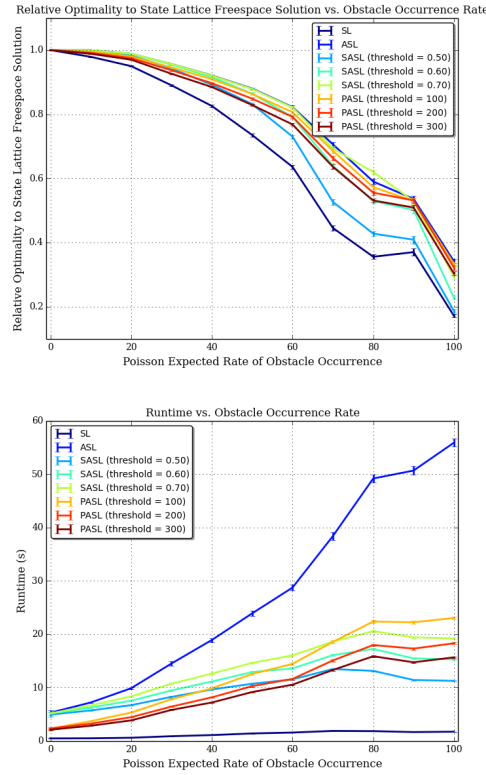 Relative Optimality to State Lattice Freespace Solution vs. Obstacle Occurrence Rate
Relative Optimality to State Lattice Freespace Solution
1.0
0.8
0.6
0.4
0.2
SL
ASL
SASL (threshold = 0.50)
SASL (threshold = 0.60)
SASL (threshold = 0.70)
PASL (threshold = 100)
PASL (threshold = 200)
PASL (threshold = 300)
0 20 40 60 80 100
Poisson Expected Rate of Obstacle Occurrence
Runtime vs. Obstacle Occurrence Rate
Runtime (s)
60
50
40
30
20
10
0
SL
ASL
SASL (threshold = 0.50)
SASL (threshold = 0.60)
SASL (threshold = 0.70)
PASL (threshold = 100)
PASL (threshold = 200)
PASL (threshold = 300)
0 20 40 60 80 100
Poisson Expected Rate of Obstacle Occurrence